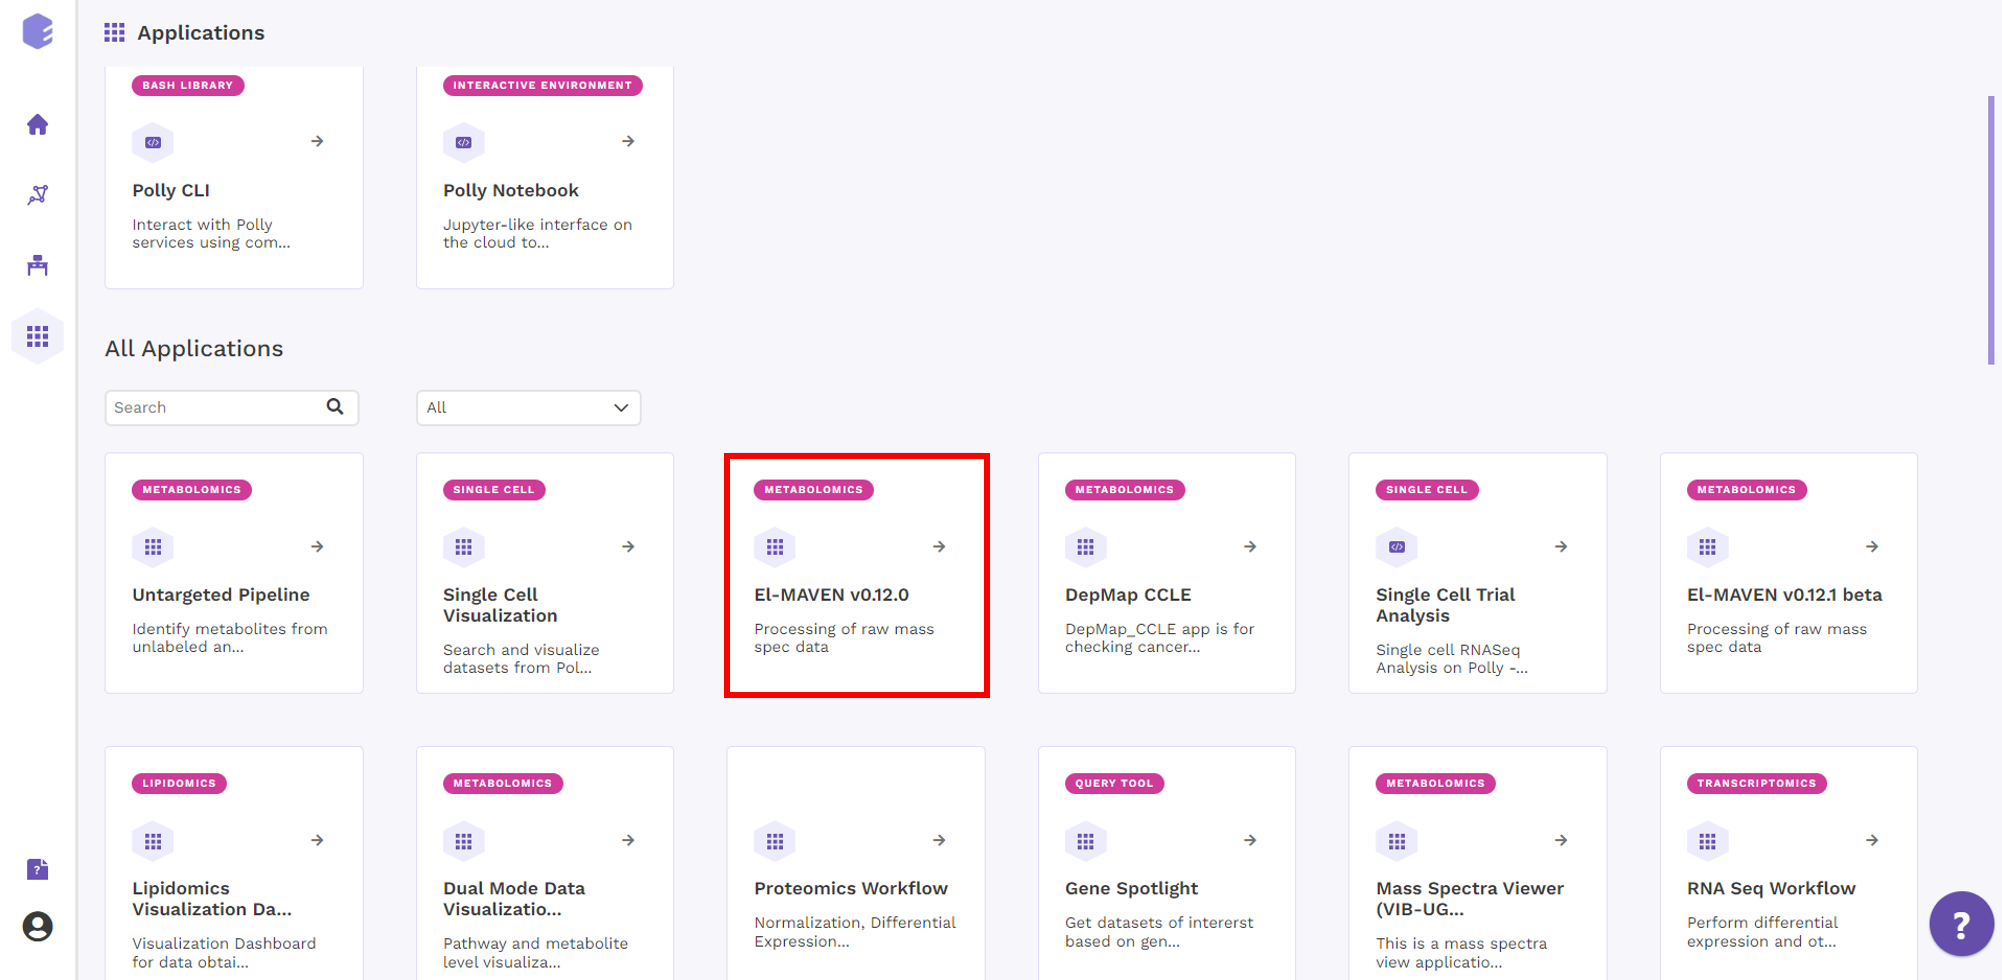 Applications
BASH LIBRARY
Polly CLI
Interact with Polly
services using com...
INTERACTIVE ENVIRONMENT
Polly Notebook
Jupyter-like interface on
the cloud to...
All Applications
Search
All
METABOLOMICS
Untargeted Pipeline
Identify metabolites from
unlabeled an...
SINGLE CELL
Single Cell
Visualization
Search and visualize
datasets from Pol...
METABOLOMICS
El-MAVEN v0.12.0
Processing of raw mass
spec data
METABOLOMICS
DepMap CCLE
DepMap_CCLE app is for
checking cancer...
SINGLE CELL
Single Cell Trial
Analysis
Single cell RNASeq
Analysis on Polly -...
METABOLOMICS
El-MAVEN v0.12.1 beta
Processing of raw mass
spec data
LIPIDOMICS
Lipidomics
Visualization Da...
Visualization Dashboard
for data obtai...
METABOLOMICS
Dual Mode Data
Visualizatio...
Pathway and metabolite
level visualiza...
Proteomics Workflow
Normalization, Differential
Expression...
QUERY TOOL
Gene Spotlight
Get datasets of intererst
based on gen...
METABOLOMICS
Mass Spectra Viewer
(VIB-UG...
This is a mass spectra
view applicatio...
TRANSCRIPTOMICS
RNA Seq Workflow
Perform differential
expression and ot...
?
?